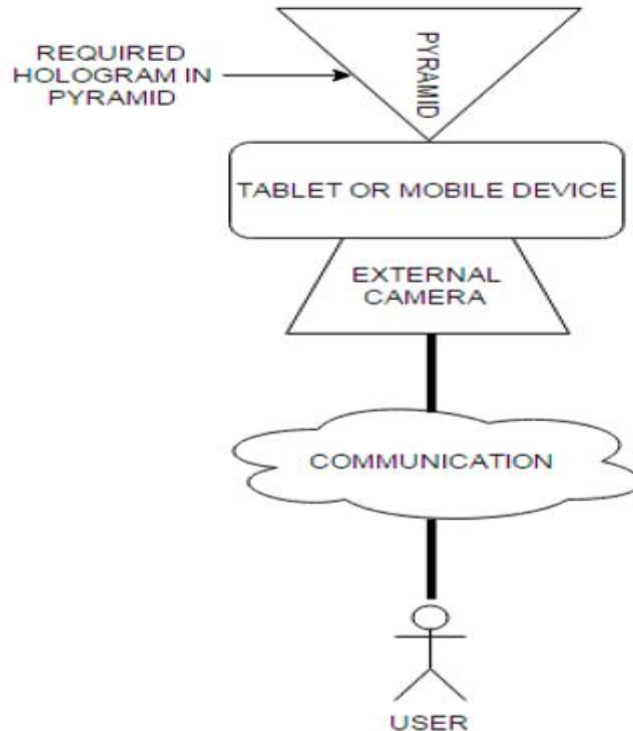 REQUIRED
HOLOGRAM IN
PYRAMID
PYRAMID
TABLET OR MOBILE DEVICE
EXTERNAL
CAMERA
COMMUNICATION
USER